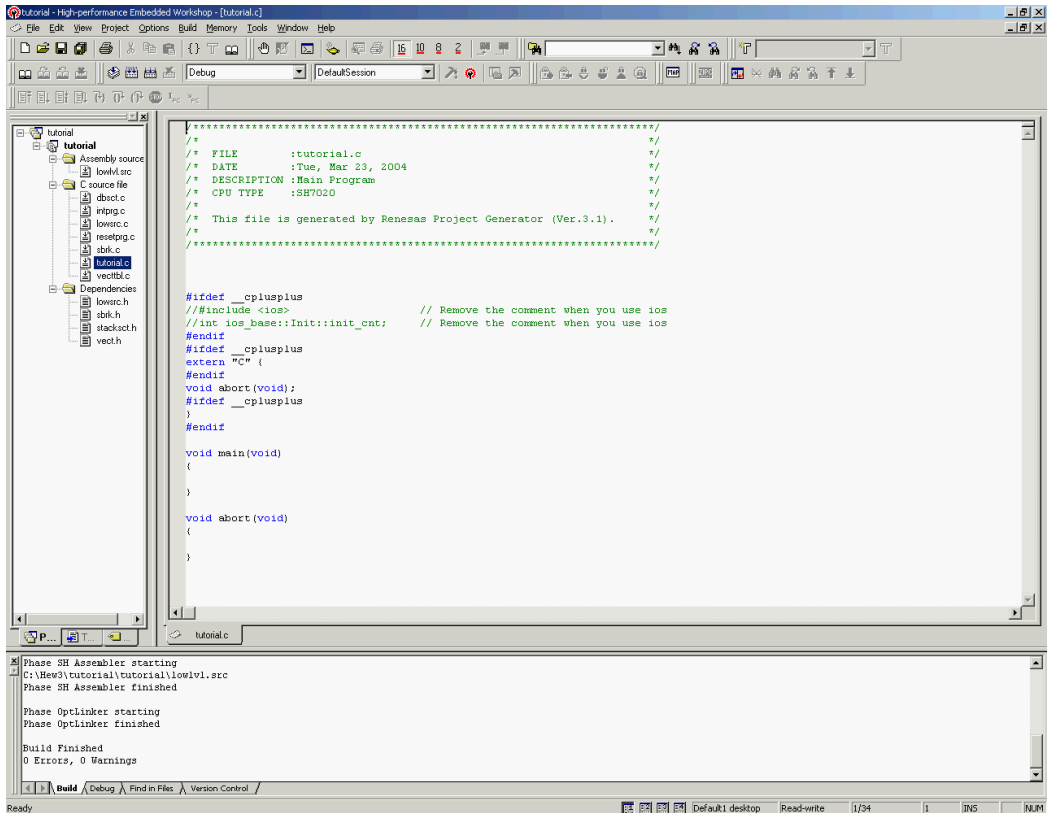 tutorial - High-performance Embedded Workshop - [tutorial.c]
File Edit View Project Options Build Memory Tools Window Help
16 10 8 2
Debug DefaultSession
tutorial
tutorial
Assembly source
lowlvl.src
C source file
dbsct.c
intprg.c
lowsrc.c
resetprg.c
sbrk.c
tutorial.c
vecttbl.c
Dependencies
lowsrc.h
sbrk.h
stacksct.h
vect.h
P... T... ...
/***********************************************************************/
/*                                                                     */
/*  FILE        :tutorial.c                                            */
/*  DATE        :Tue, Mar 23, 2004                                     */
/*  DESCRIPTION :Main Program                                          */
/*  CPU TYPE    :SH7020                                                */
/*                                                                     */
/*  This file is generated by Renesas Project Generator (Ver.3.1).     */
/*                                                                     */
/***********************************************************************/
#ifdef __cplusplus
//#include <ios>                    // Remove the comment when you use ios
//int ios_base::Init::init_cnt;     // Remove the comment when you use ios
#endif
#ifdef __cplusplus
extern "C" {
#endif
void abort(void);
#ifdef __cplusplus
}
#endif
void main(void)
{
}
void abort(void)
{
}
tutorial.c
Phase SH Assembler starting
C:\Hew3\tutorial\tutorial\lowlvl.src
Phase SH Assembler finished
Phase OptLinker starting
Phase OptLinker finished
Build Finished
0 Errors, 0 Warnings
Build Debug Find in Files Version Control
Ready Default1 desktop Read-write 1/34 1 INS NUM